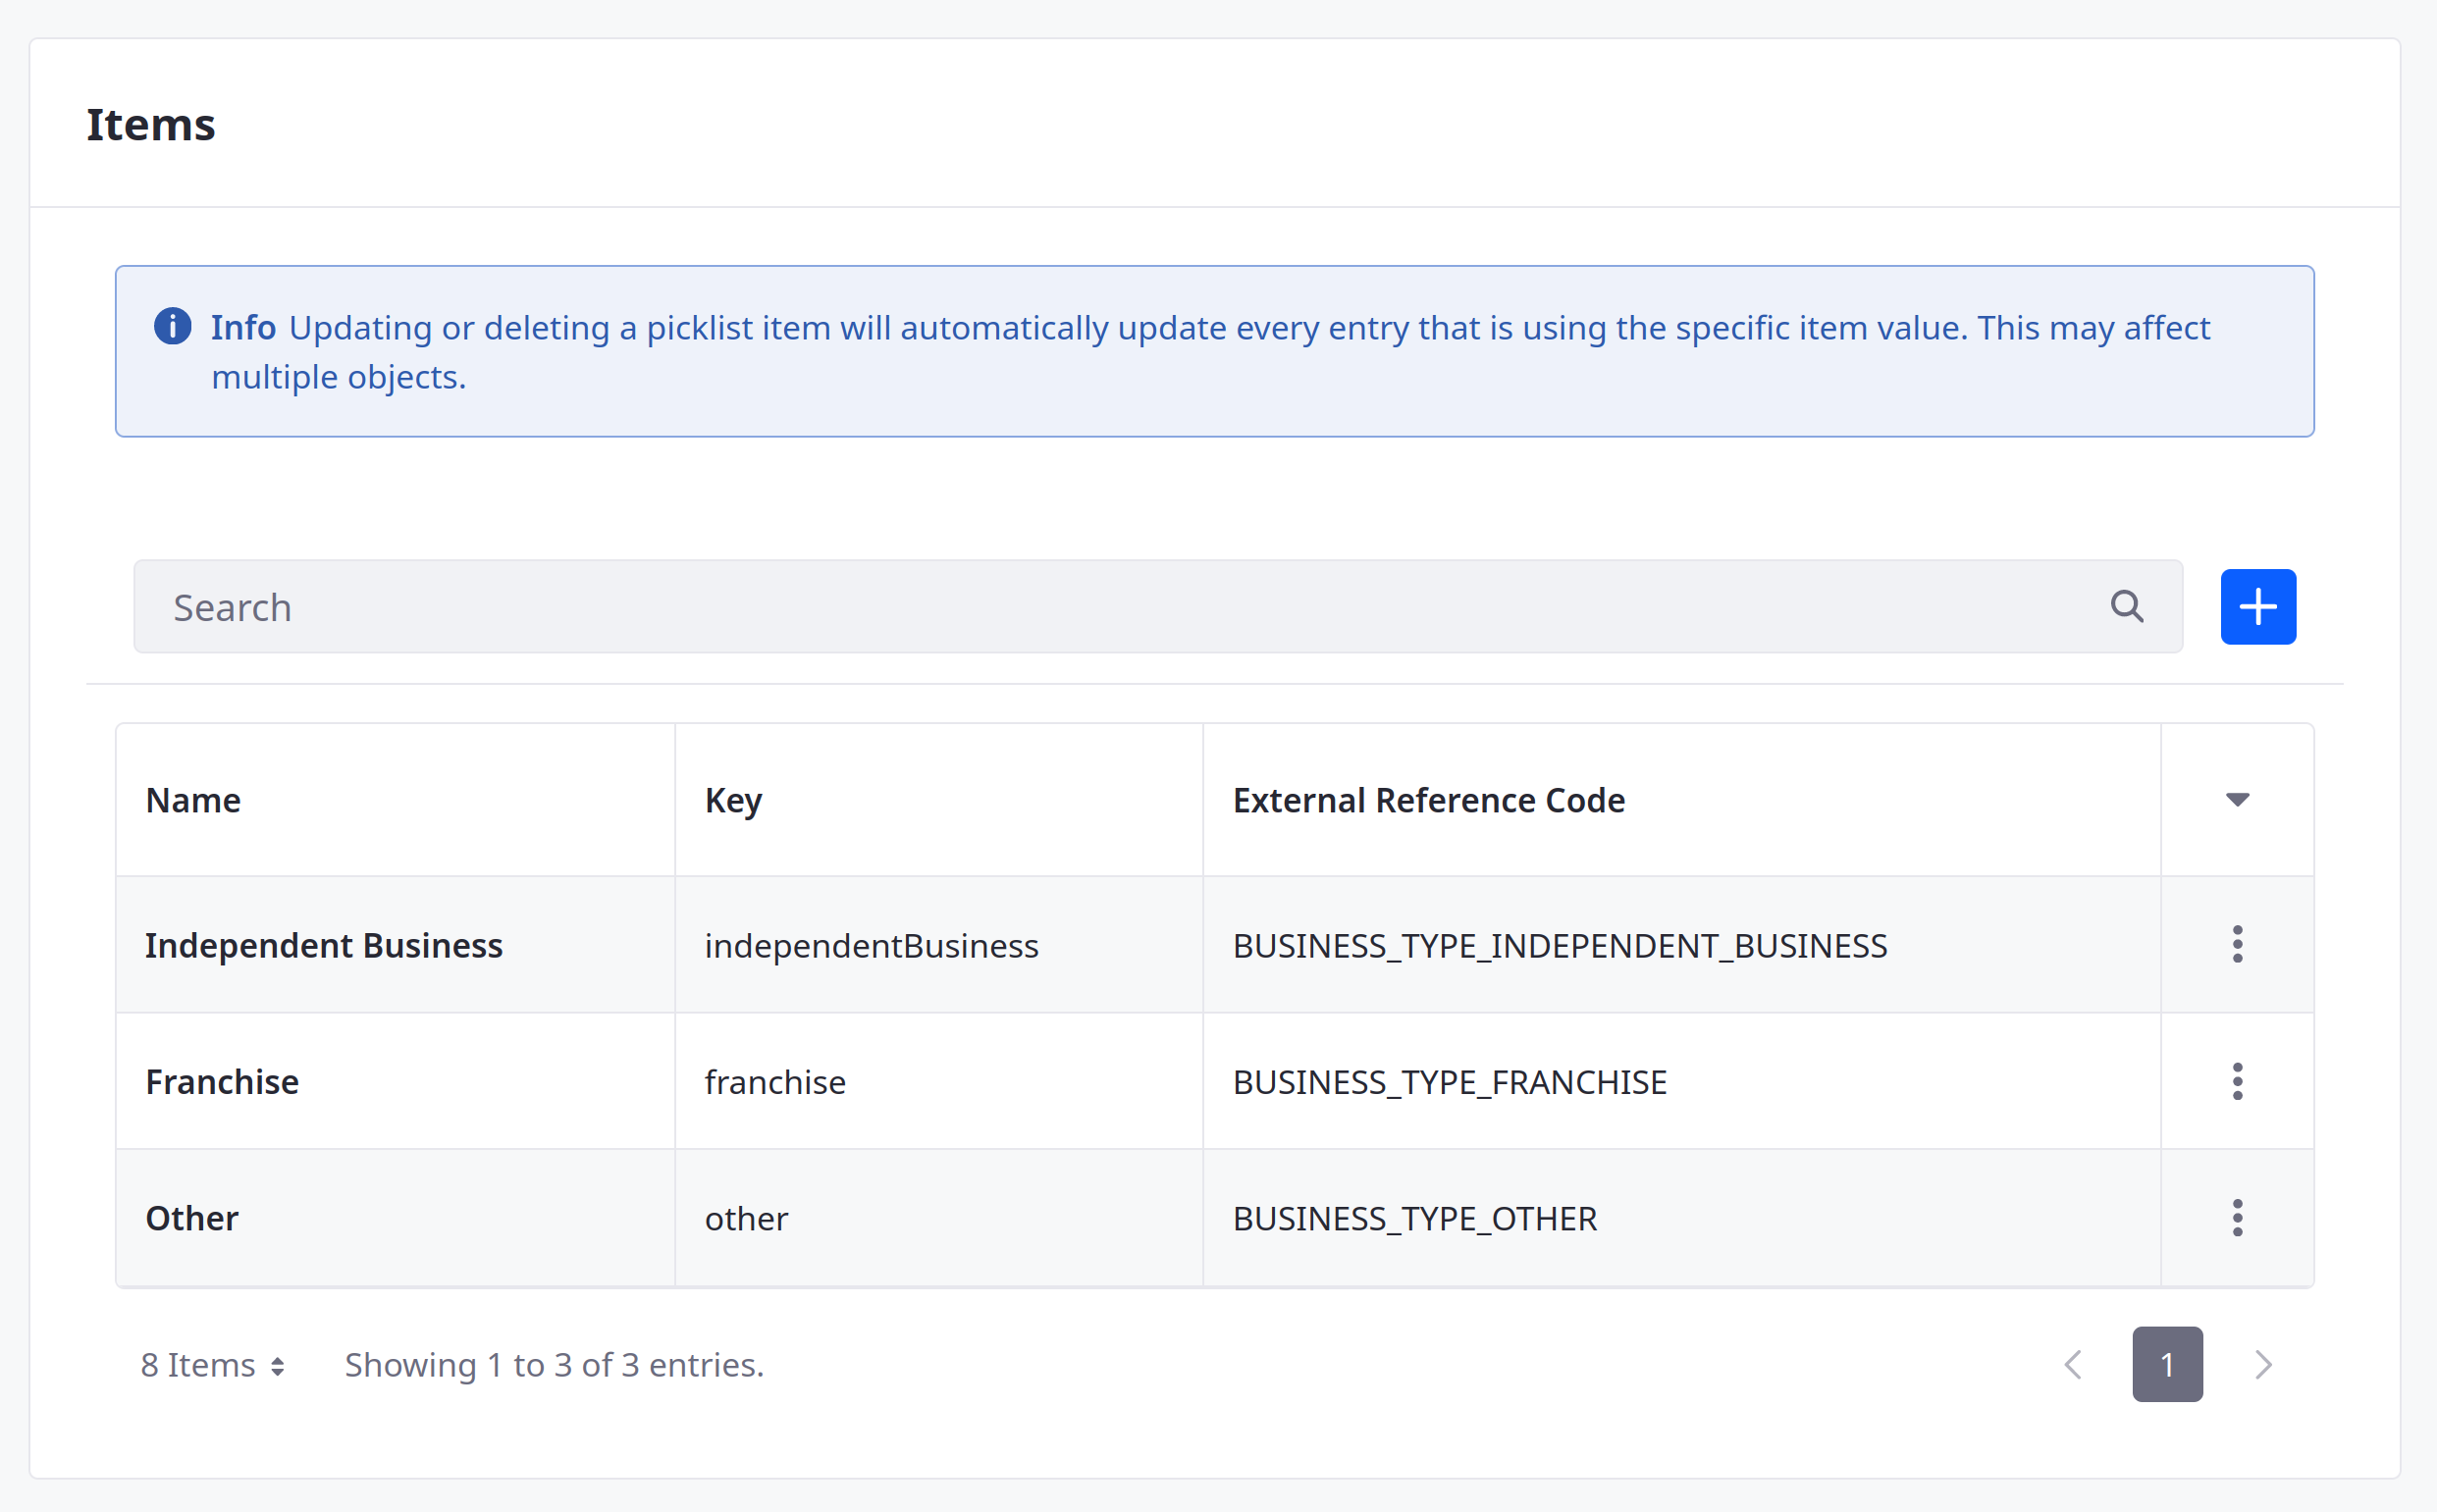 Items
Info Updating or deleting a picklist item will automatically update every entry that is using the specific item value. This may affect
multiple objects.
Search
Name Key External Reference Code
Independent Business independentBusiness BUSINESS_TYPE_INDEPENDENT_BUSINESS
Franchise franchise BUSINESS_TYPE_FRANCHISE
Other other BUSINESS_TYPE_OTHER
8 Items Showing 1 to 3 of 3 entries. 1